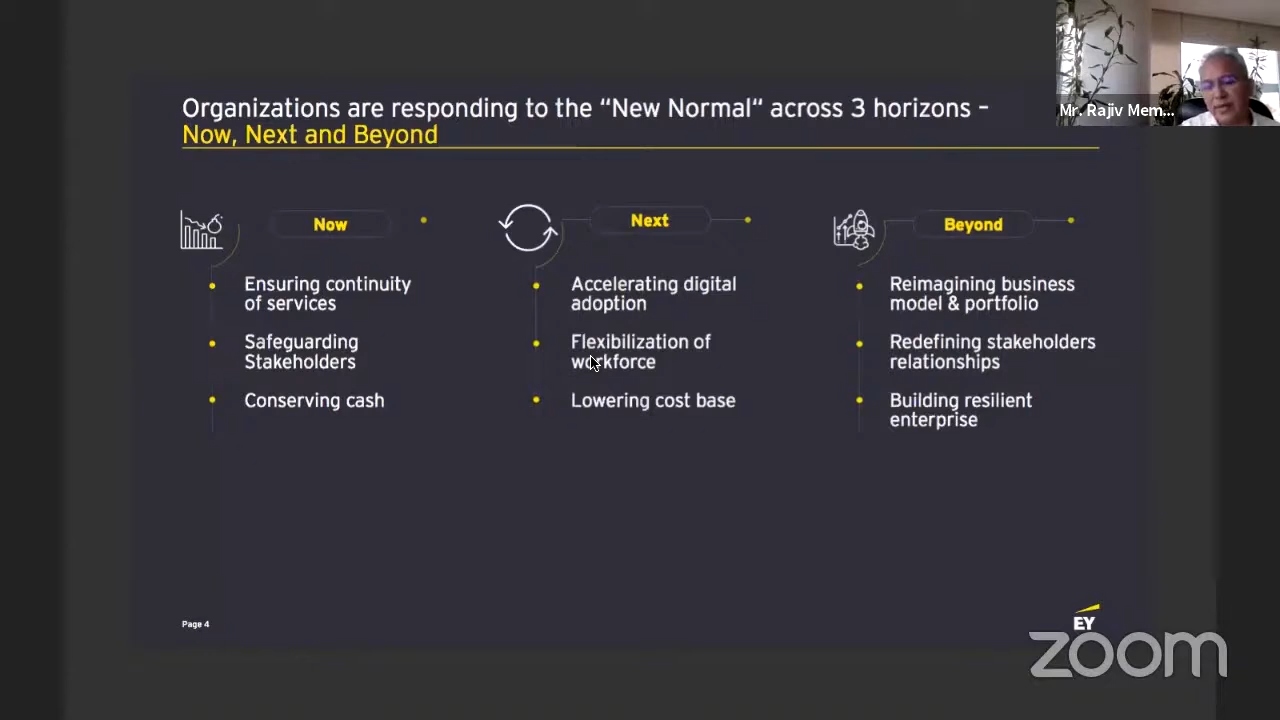 Organizations are responding to the “New Normal“ across 3 horizons –
Now, Next and Beyond
Mr. Rajiv Mem...
Now
Ensuring continuity
of services
Safeguarding
Stakeholders
Conserving cash
Next
Accelerating digital
adoption
Flexibilization of
workforce
Lowering cost base
Beyond
Reimagining business
model & portfolio
Redefining stakeholders
relationships
Building resilient
enterprise
Page 4
EY
zoom